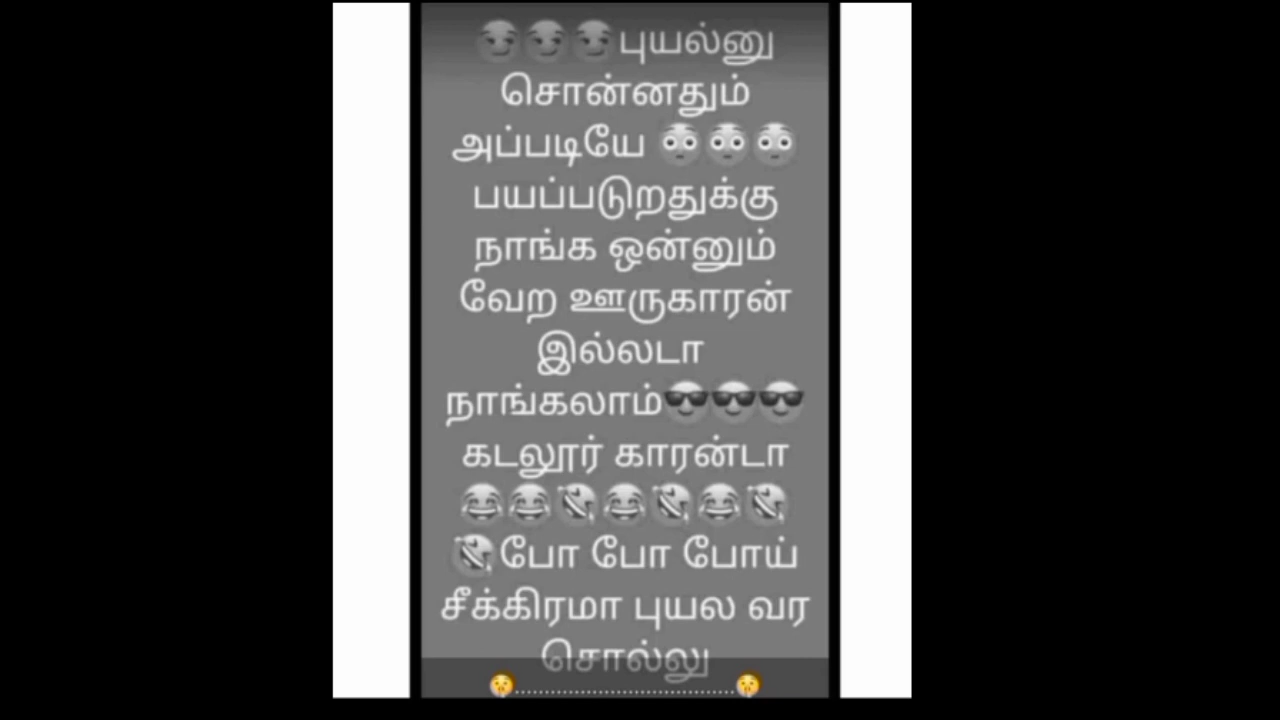 😏😏😏புயல்னு
சொன்னதும்
அப்படியே 😳😳😳
பயப்படுறதுக்கு
நாங்க ஒன்னும்
வேற ஊருகாரன்
இல்லடா
நாங்கலாம்😎😎😎
கடலூர் காரன்டா
😂😂🤣😂🤣😂🤣
🤣போ போ போய்
சீக்கிரமா புயல வர
சொல்லு
🤫.................................🤫